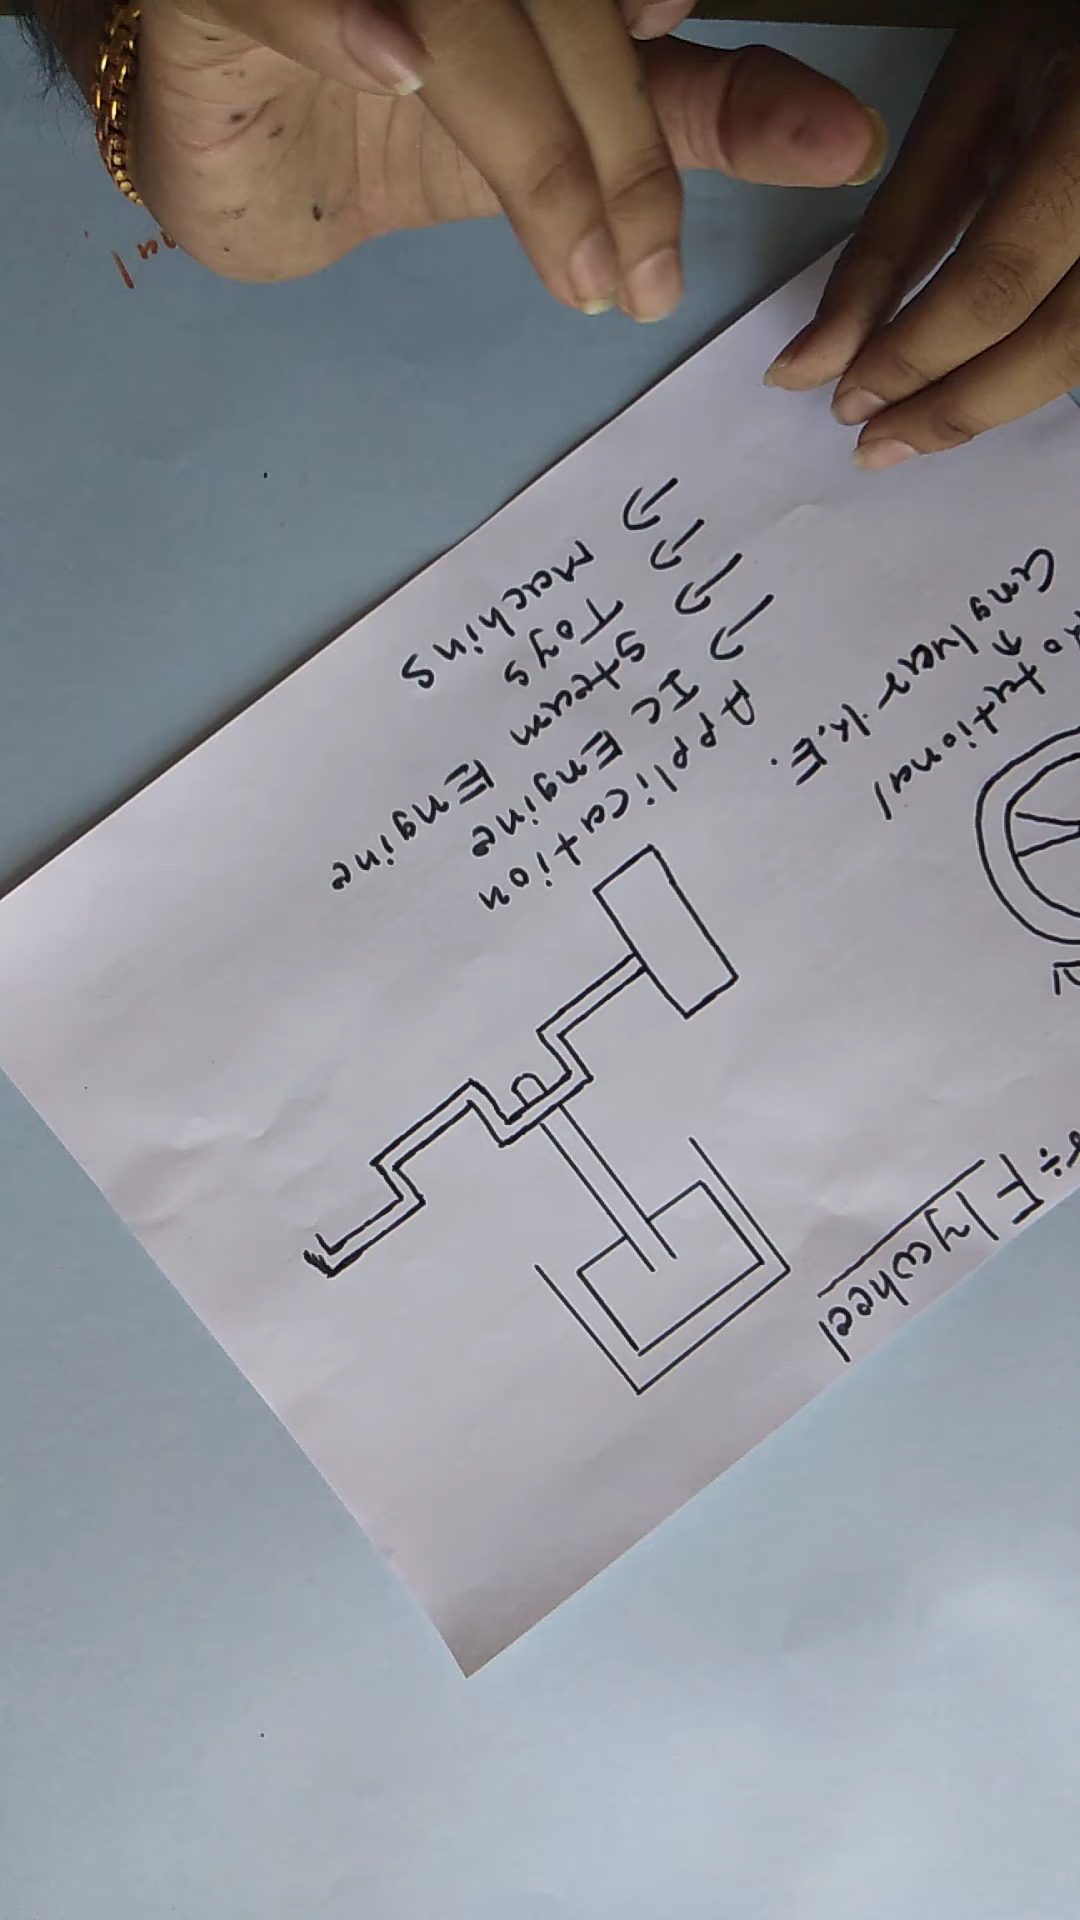 r÷ Flywheel
Rotational
↑
angular K.E.
Application
→ IC Engine
→ Steam Engine
→ Toys
→ Machins